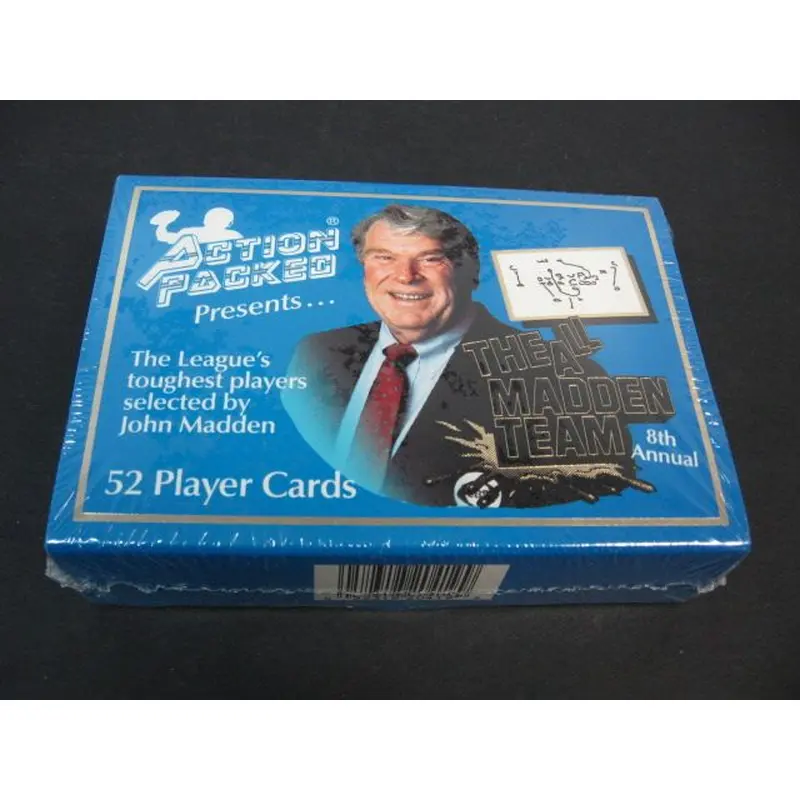 ACTION PACKED®
Presents...
The League's
toughest players
selected by
John Madden
52 Player Cards
THE ALL
MADDEN
TEAM
8th
Annual